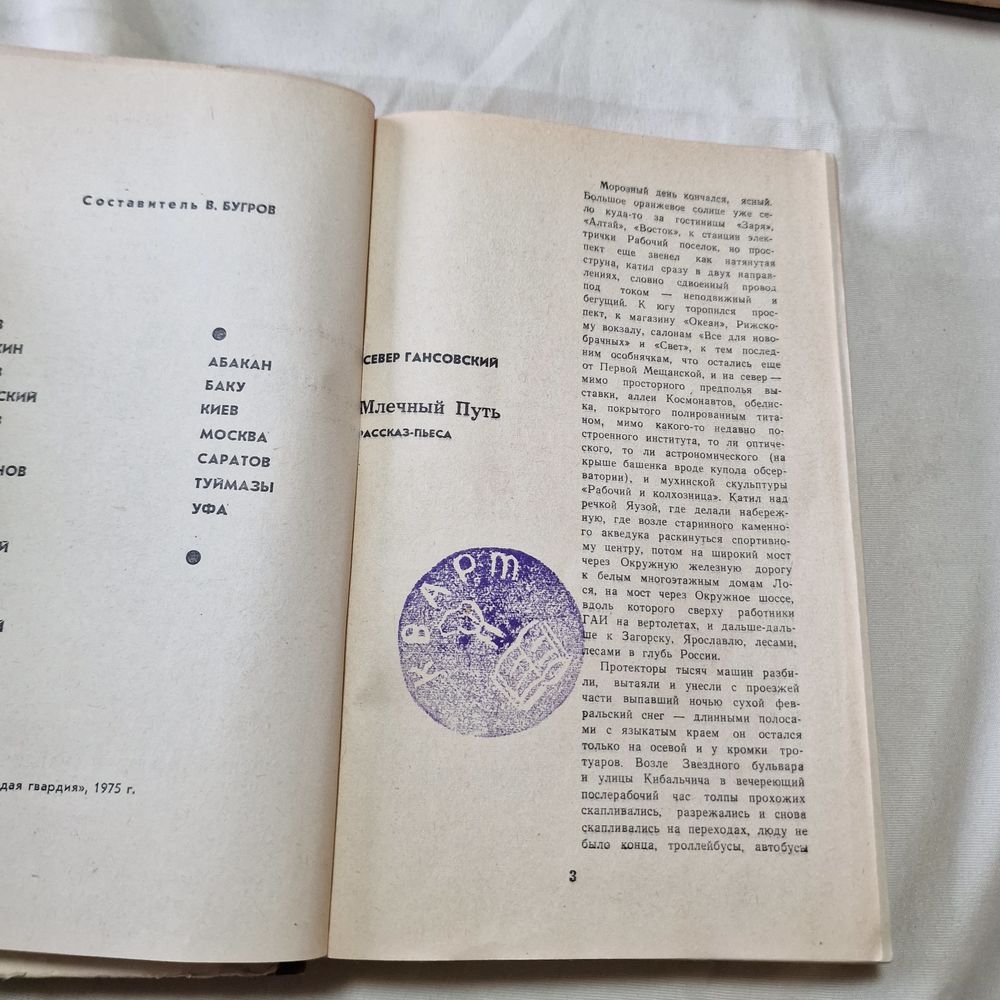 Составитель В. БУГРОВ
АБАКАН
БАКУ
КИЕВ
МОСКВА
САРАТОВ
ТУЙМАЗЫ
УФА
гвардия», 1975 г.
СЕВЕР ГАНСОВСКИЙ
Млечный Путь
РАССКАЗ-ПЬЕСА
КВАРТ
Морозный день кончался, ясный.
Большое оранжевое солнце уже се-
ло куда-то за гостиницы «Заря»,
«Алтай», «Восток», к станции элек-
трички Рабочий поселок, но прос-
пект еще звенел как натянутая
струна, катил сразу в двух направ-
лениях, словно сдвоенный провод
под током — неподвижный и
бегущий. К югу торопился прос-
пект, к магазину «Океан», Рижско-
му вокзалу, салонам «Все для ново-
брачных» и «Свет», к тем послед-
ним особнячкам, что остались еще
от Первой Мещанской, и на север —
мимо просторного предполья вы-
ставки, аллеи Космонавтов, обелис-
ка, покрытого полированным тита-
ном, мимо какого-то недавно по-
строенного института, то ли оптиче-
ского, то ли астрономического (на
крыше башенка вроде купола обсер-
ватории), и мухинской скульптуры
«Рабочий и колхозница». Катил над
речкой Яузой, где делали набереж-
ную, где возле старинного каменно-
го акведука раскинуться спортивно-
му центру, потом на широкий мост
через Окружную железную дорогу
к белым многоэтажным домам Ло-
ся, на мост через Окружное шоссе,
вдоль которого сверху работники
ГАИ на вертолетах, и дальше-даль-
ше к Загорску, Ярославлю, лесами,
лесами в глубь России.
Протекторы тысяч машин разби-
ли, вытаяли и унесли с проезжей
части выпавший ночью сухой фев-
ральский снег — длинными полоса-
ми с языкатым краем он остался
только на осевой и у кромки тро-
туаров. Возле Звездного бульвара
и улицы Кибальчича в вечереющий
послерабочий час толпы прохожих
скапливались, разрежались и снова
скапливались на переходах, люду не
было конца, троллейбусы, автобусы
3